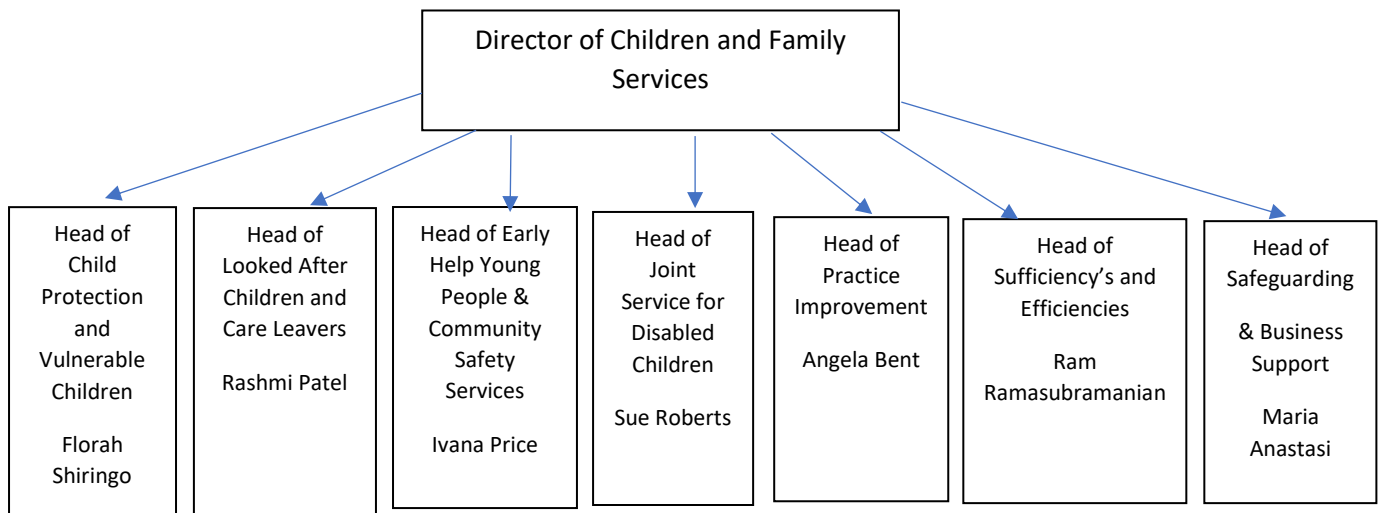 Director of Children and Family
Services
Head of
Child
Protection
and
Vulnerable
Children
Florah
Shiringo
Head of
Looked After
Children and
Care Leavers
Rashmi Patel
Head of Early
Help Young
People &
Community
Safety
Services
Ivana Price
Head of
Joint
Service for
Disabled
Children
Sue Roberts
Head of
Practice
Improvement
Angela Bent
Head of
Sufficiency’s and
Efficiencies
Ram
Ramasubramanian
Head of
Safeguarding
& Business
Support
Maria
Anastasi